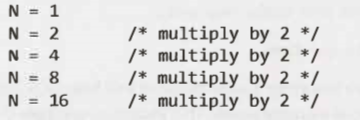 N = 1
N = 2 /* multiply by 2 */
N = 4 /* multiply by 2 */
N = 8 /* multiply by 2 */
N = 16 /* multiply by 2 */